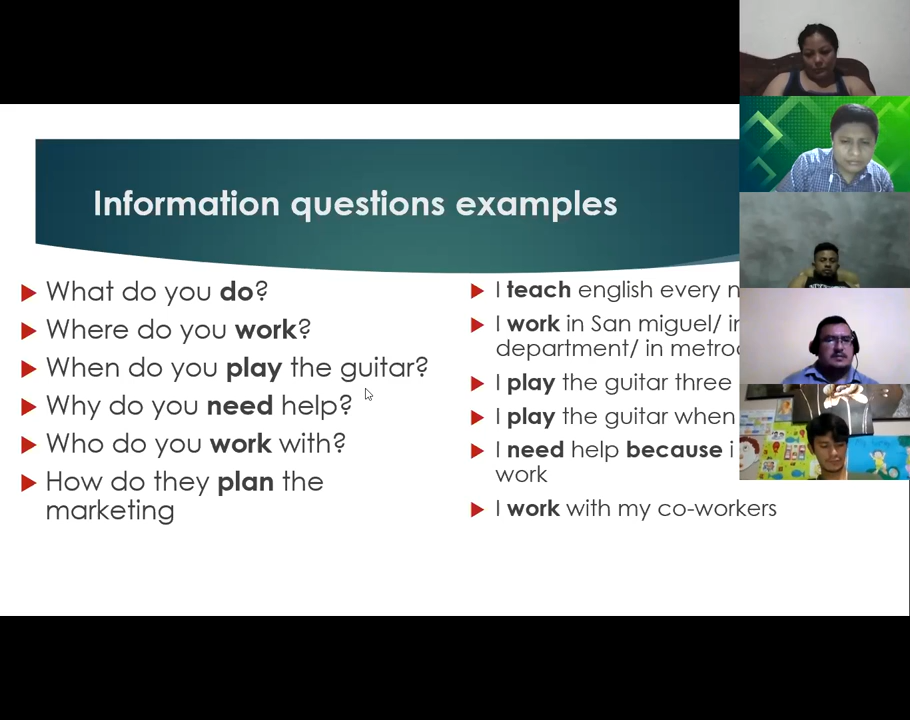 Information questions examples
What do you do?
Where do you work?
When do you play the guitar?
Why do you need help?
Who do you work with?
How do they plan the
marketing
I teach english every
I work in San miguel/
department/ in
I play the guitar three
I play the guitar when
I need help because
work
I work with my co-workers